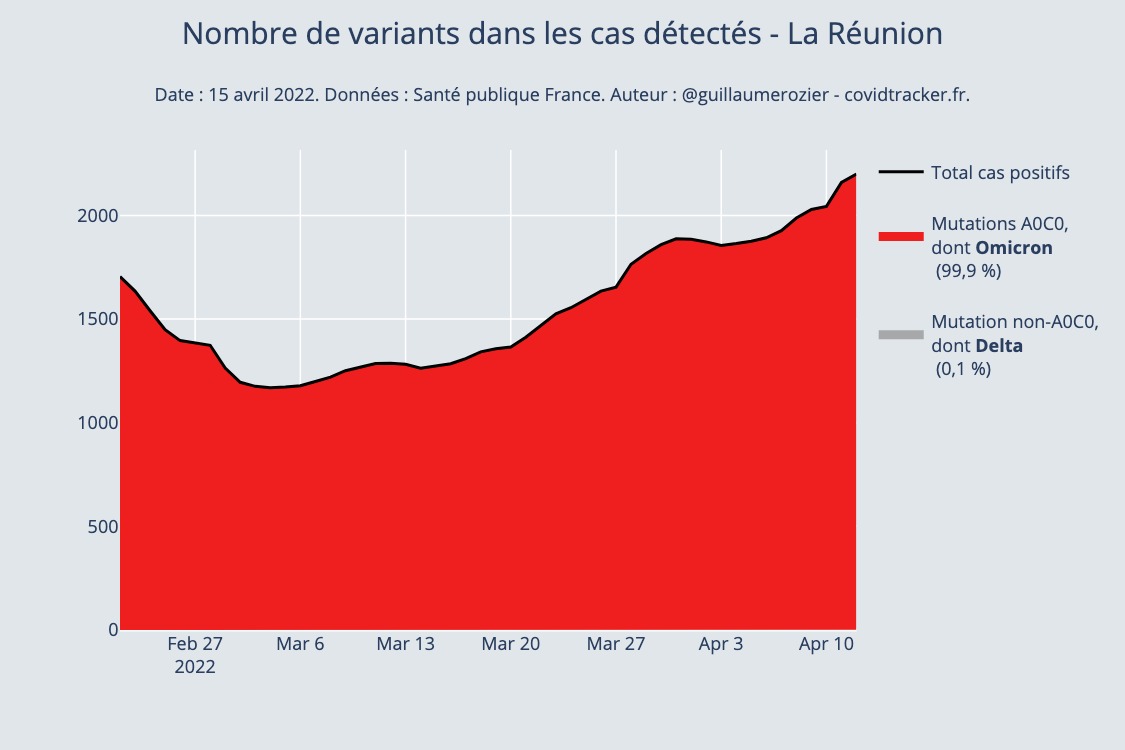 Nombre de variants dans les cas détectés - La Réunion
Date : 15 avril 2022. Données : Santé publique France. Auteur : @guillaumerozier - covidtracker.fr.
Total cas positifs
Mutations A0C0,
dont Omicron
(99,9 %)
Mutation non-A0C0,
dont Delta
(0,1 %)
2000
1500
1000
500
0
Feb 27 Mar 6 Mar 13 Mar 20 Mar 27 Apr 3 Apr 10
2022